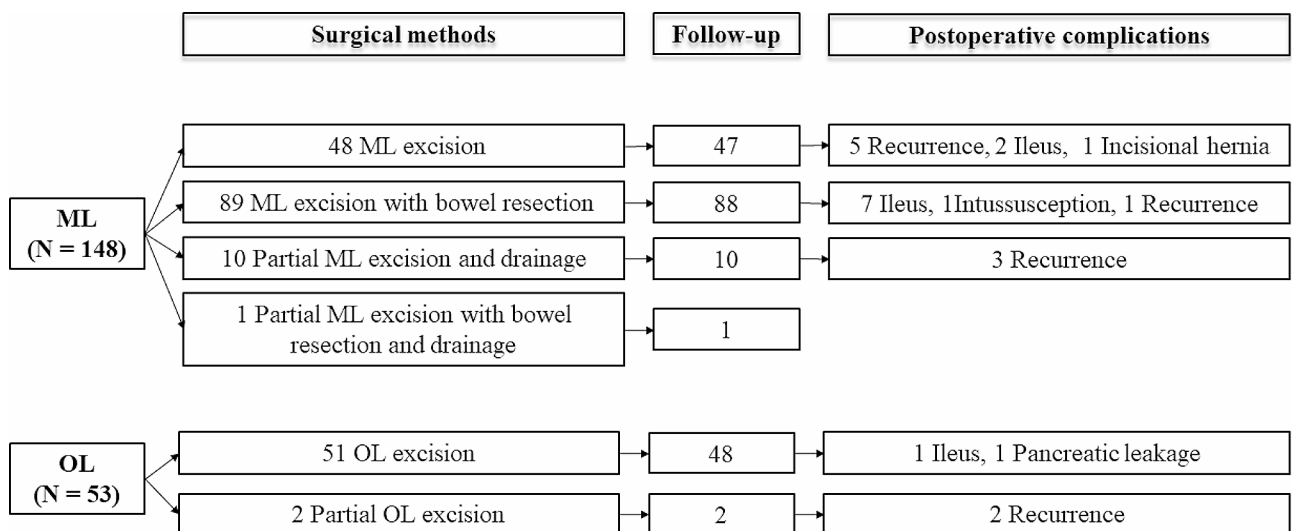 Surgical methods
Follow-up
Postoperative complications
48 ML excision
47
5 Recurrence, 2 Ileus, 1 Incisional hernia
ML
(N = 148)
89 ML excision with bowel resection
88
7 Ileus, 1Intussusception, 1 Recurrence
10 Partial ML excision and drainage
10
3 Recurrence
1 Partial ML excision with bowel
resection and drainage
1
OL
(N = 53)
51 OL excision
48
1 Ileus, 1 Pancreatic leakage
2 Partial OL excision
2
2 Recurrence